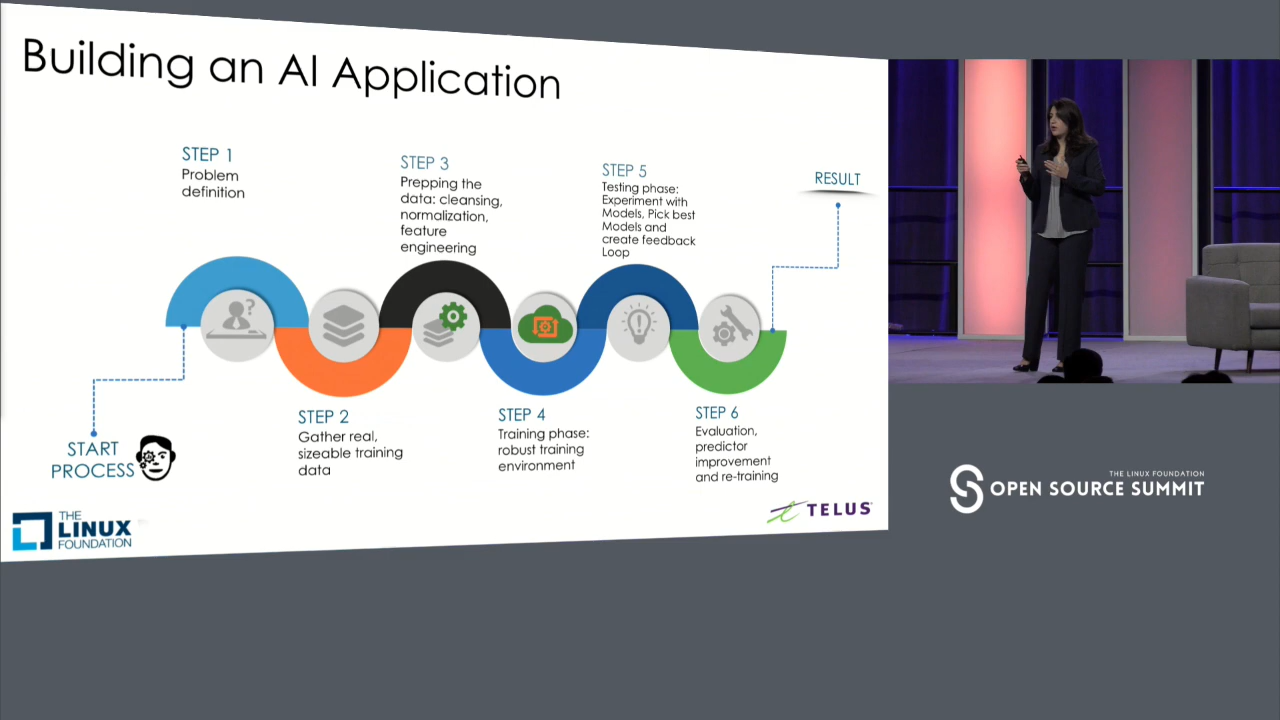 Building an AI Application
STEP 1
Problem
definition
STEP 3
Prepping the
data: cleansing,
normalization,
feature
engineering
STEP 5
Testing phase:
Experiment with
Models, Pick best
Models and
create feedback
Loop
RESULT
START
PROCESS
STEP 2
Gather real,
sizeable training
data
STEP 4
Training phase:
robust training
environment
STEP 6
Evaluation,
predictor
improvement
and re-training
THE
LINUX
FOUNDATION
TELUS
THE LINUX FOUNDATION
OPEN SOURCE SUMMIT